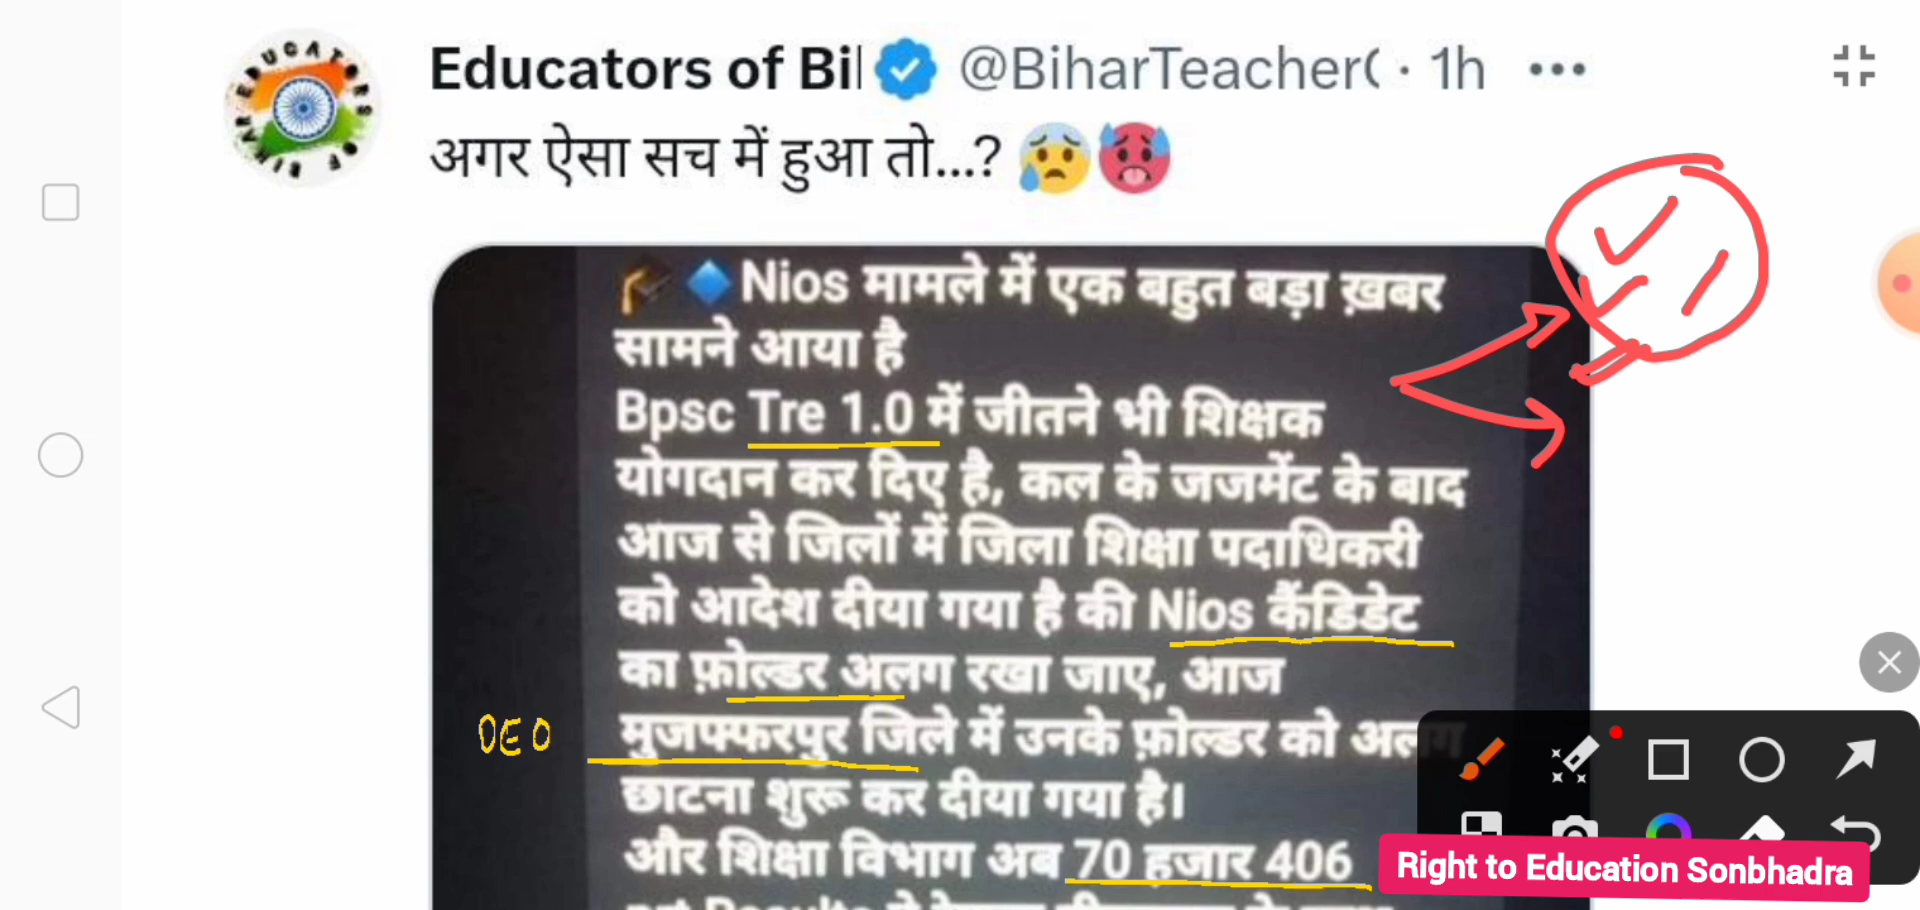 Educators of Bi
@BiharTeacher
· 1h
अगर ऐसा सच में हुआ तो...? 😰🥵
🎓🔷Nios मामले में एक बहुत बड़ा ख़बर
सामने आया है
Bpsc Tre 1.0 में जीतने भी शिक्षक
योगदान कर दिए है, कल के जजमेंट के बाद
आज से जिलों में जिला शिक्षा पदाधिकरी
को आदेश दीया गया है की Nios कैंडिडेट
का फ़ोल्डर अलग रखा जाए, आज
DEO
मुजफ्फरपुर जिले में उनके फ़ोल्डर को अलग
छाटना शुरू कर दीया गया है।
और शिक्षा विभाग अब 70 हजार 406
Right to Education Sonbhadra